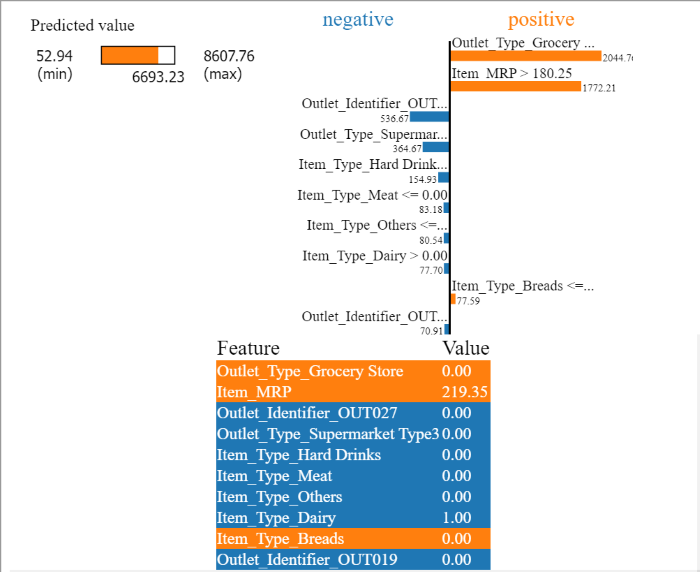 Predicted value
52.94
(min)
6693.23
8607.76
(max)
negative
positive
Outlet_Type_Grocery ...
2044.7
Item_MRP > 180.25
1772.21
Outlet_Identifier_OUT...
536.67
Outlet_Type_Supermar...
364.67
Item_Type_Hard Drink...
154.93
Item_Type_Meat <= 0.00
83.18
Item_Type_Others <=...
80.54
Item_Type_Dairy > 0.00
77.70
Item_Type_Breads <=...
77.59
Outlet_Identifier_OUT...
70.91
Feature Value
Outlet_Type_Grocery Store 0.00
Item_MRP 219.35
Outlet_Identifier_OUT027 0.00
Outlet_Type_Supermarket Type3 0.00
Item_Type_Hard Drinks 0.00
Item_Type_Meat 0.00
Item_Type_Others 0.00
Item_Type_Dairy 1.00
Item_Type_Breads 0.00
Outlet_Identifier_OUT019 0.00